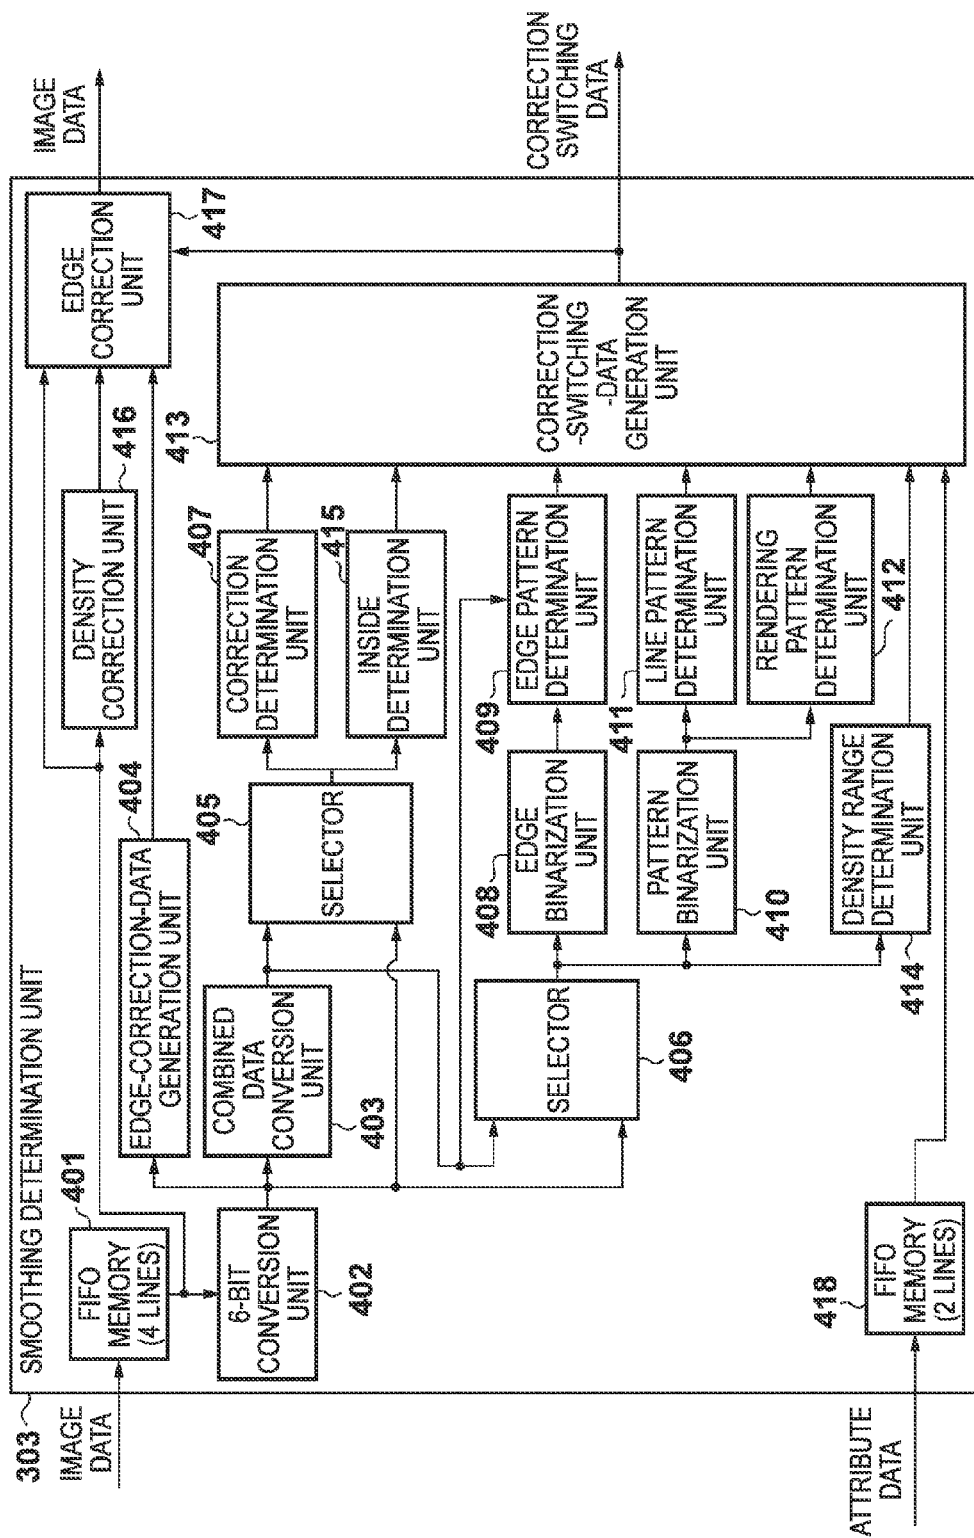 303
SMOOTHING DETERMINATION UNIT
IMAGE
DATA
401
FIFO
MEMORY
(4 LINES)
6-BIT
CONVERSION
UNIT
402
404
EDGE-CORRECTION-DATA
GENERATION UNIT
COMBINED
DATA
CONVERSION
UNIT
403
405
SELECTOR
SELECTOR
406
DENSITY
CORRECTION UNIT
416
407
CORRECTION
DETERMINATION
UNIT
415
INSIDE
DETERMINATION
UNIT
408
EDGE
BINARIZATION
UNIT
409
EDGE PATTERN
DETERMINATION
UNIT
PATTERN
BINARIZATION
UNIT
410
411
LINE PATTERN
DETERMINATION
UNIT
RENDERING
PATTERN
DETERMINATION
UNIT
412
DENSITY RANGE
DETERMINATION
UNIT
414
413
CORRECTION
-SWITCHING
-DATA
GENERATION
UNIT
EDGE
CORRECTION
UNIT
417
IMAGE
DATA
CORRECTION
SWITCHING
DATA
ATTRIBUTE
DATA
418
FIFO
MEMORY
(2 LINES)